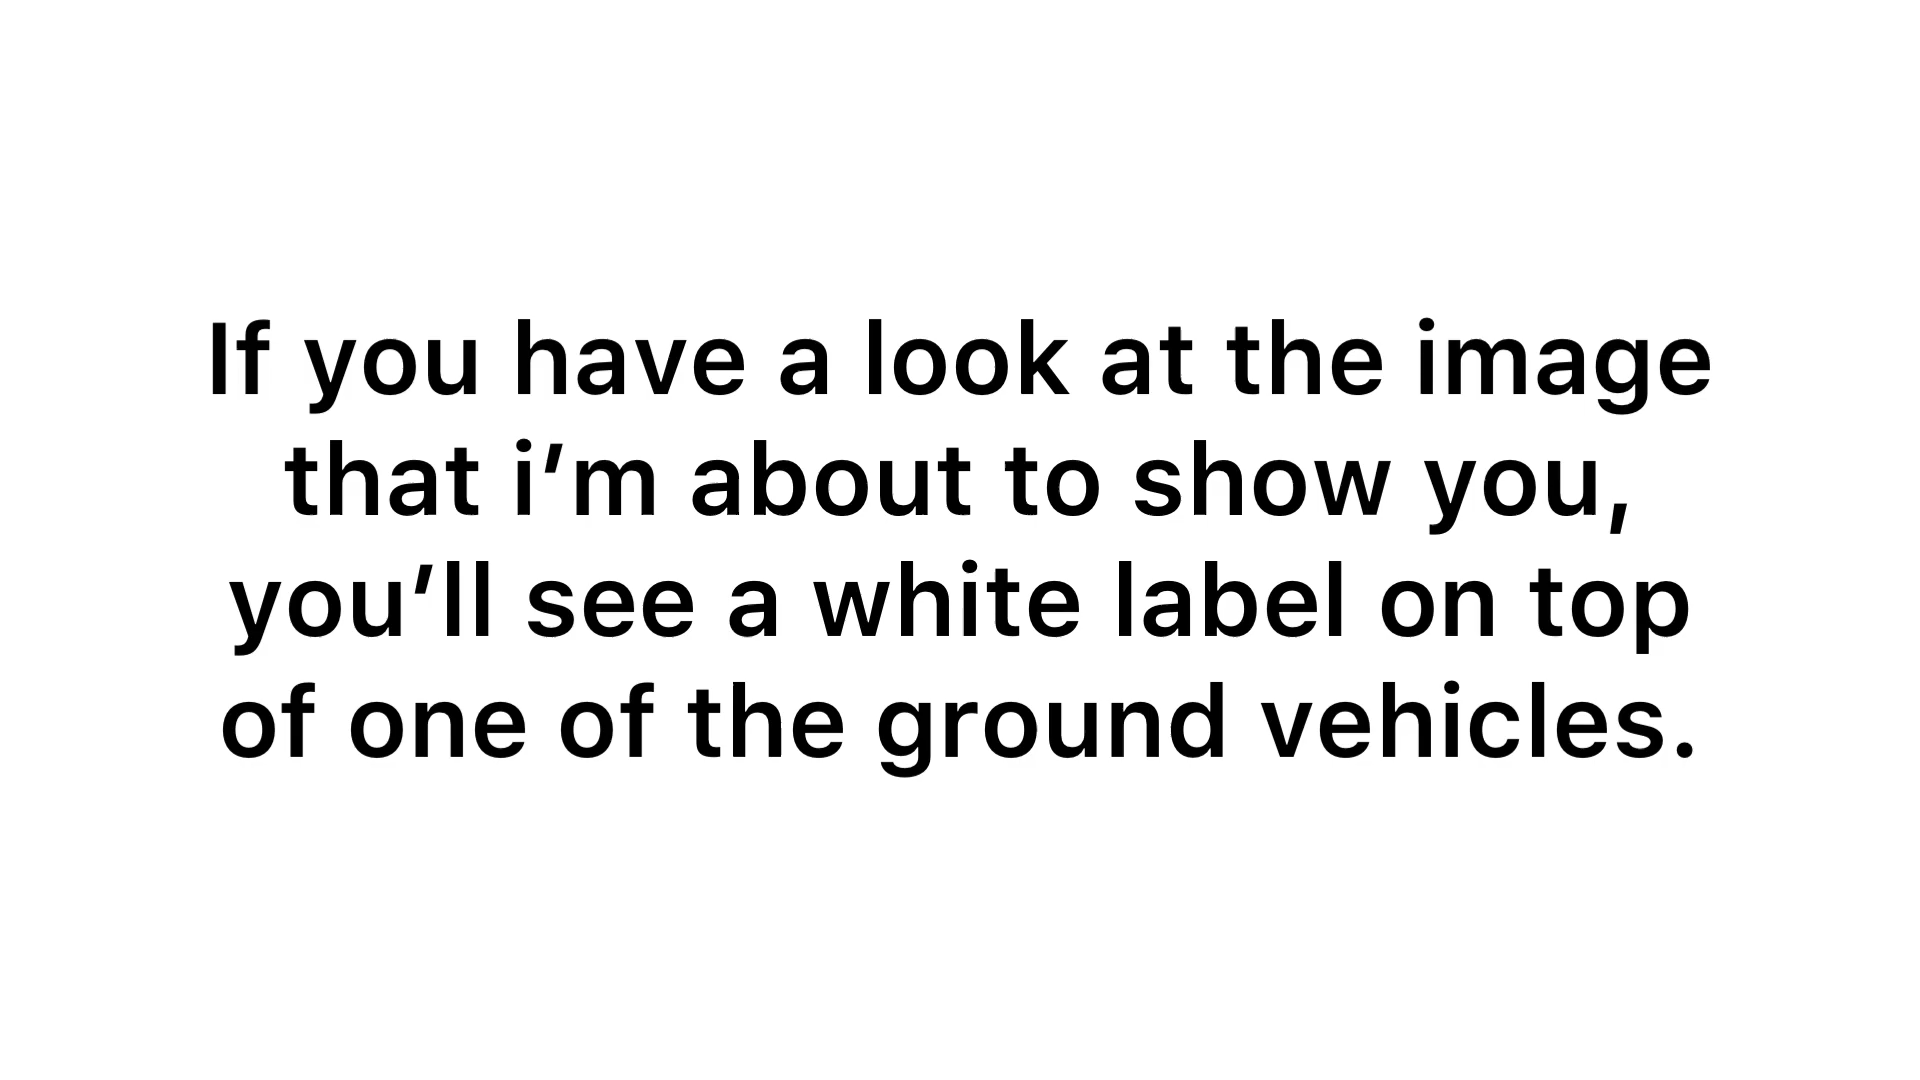 If you have a look at the image
that i’m about to show you,
you’ll see a white label on top
of one of the ground vehicles.